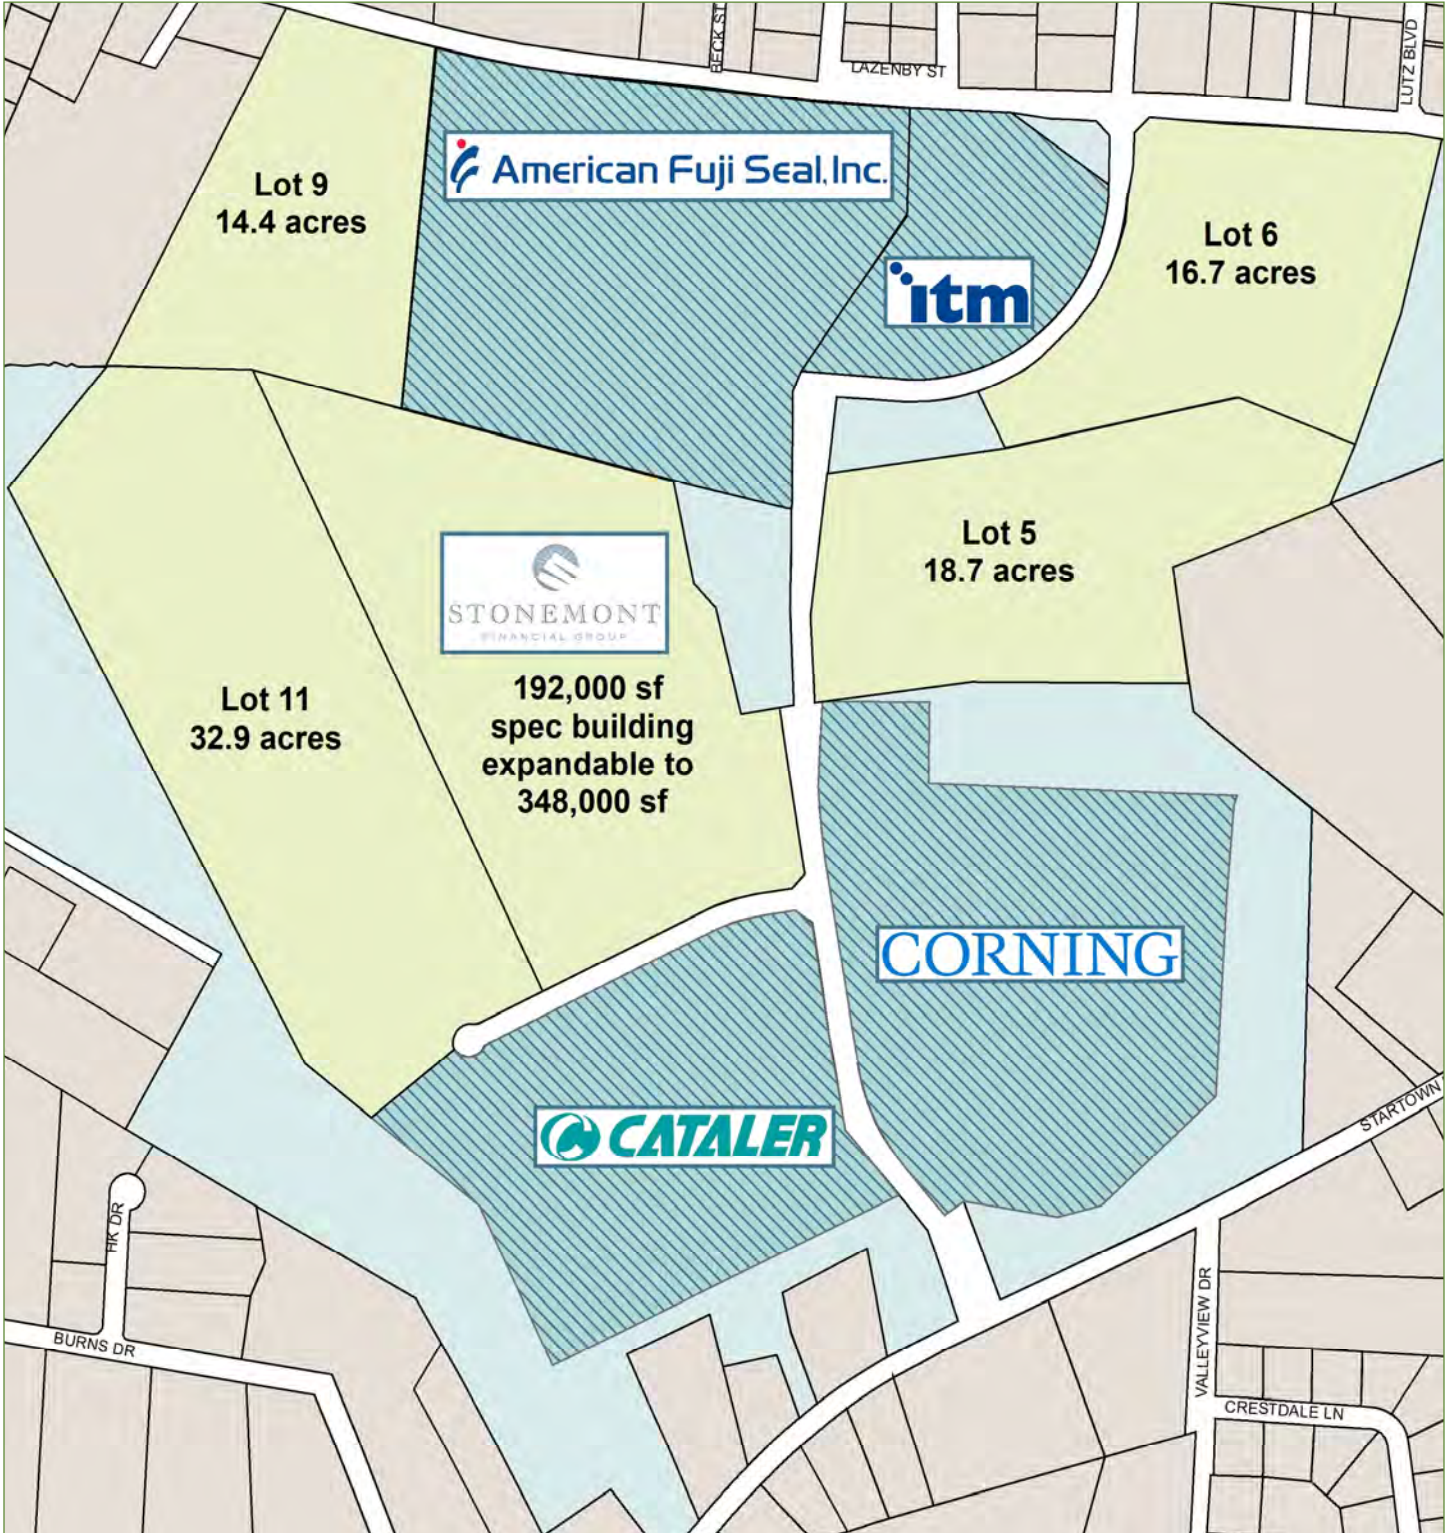 BECK ST
LAZENBY ST
LUTZ BLVD
American Fuji Seal, Inc.
Lot 9
14.4 acres
itm
Lot 6
16.7 acres
Lot 5
18.7 acres
STONEMONT
FINANCIAL GROUP
192,000 sf
spec building
expandable to
348,000 sf
Lot 11
32.9 acres
CORNING
CATALER
STARTOWN
HK DR
BURNS DR
VALLEYVIEW DR
CRESTDALE LN